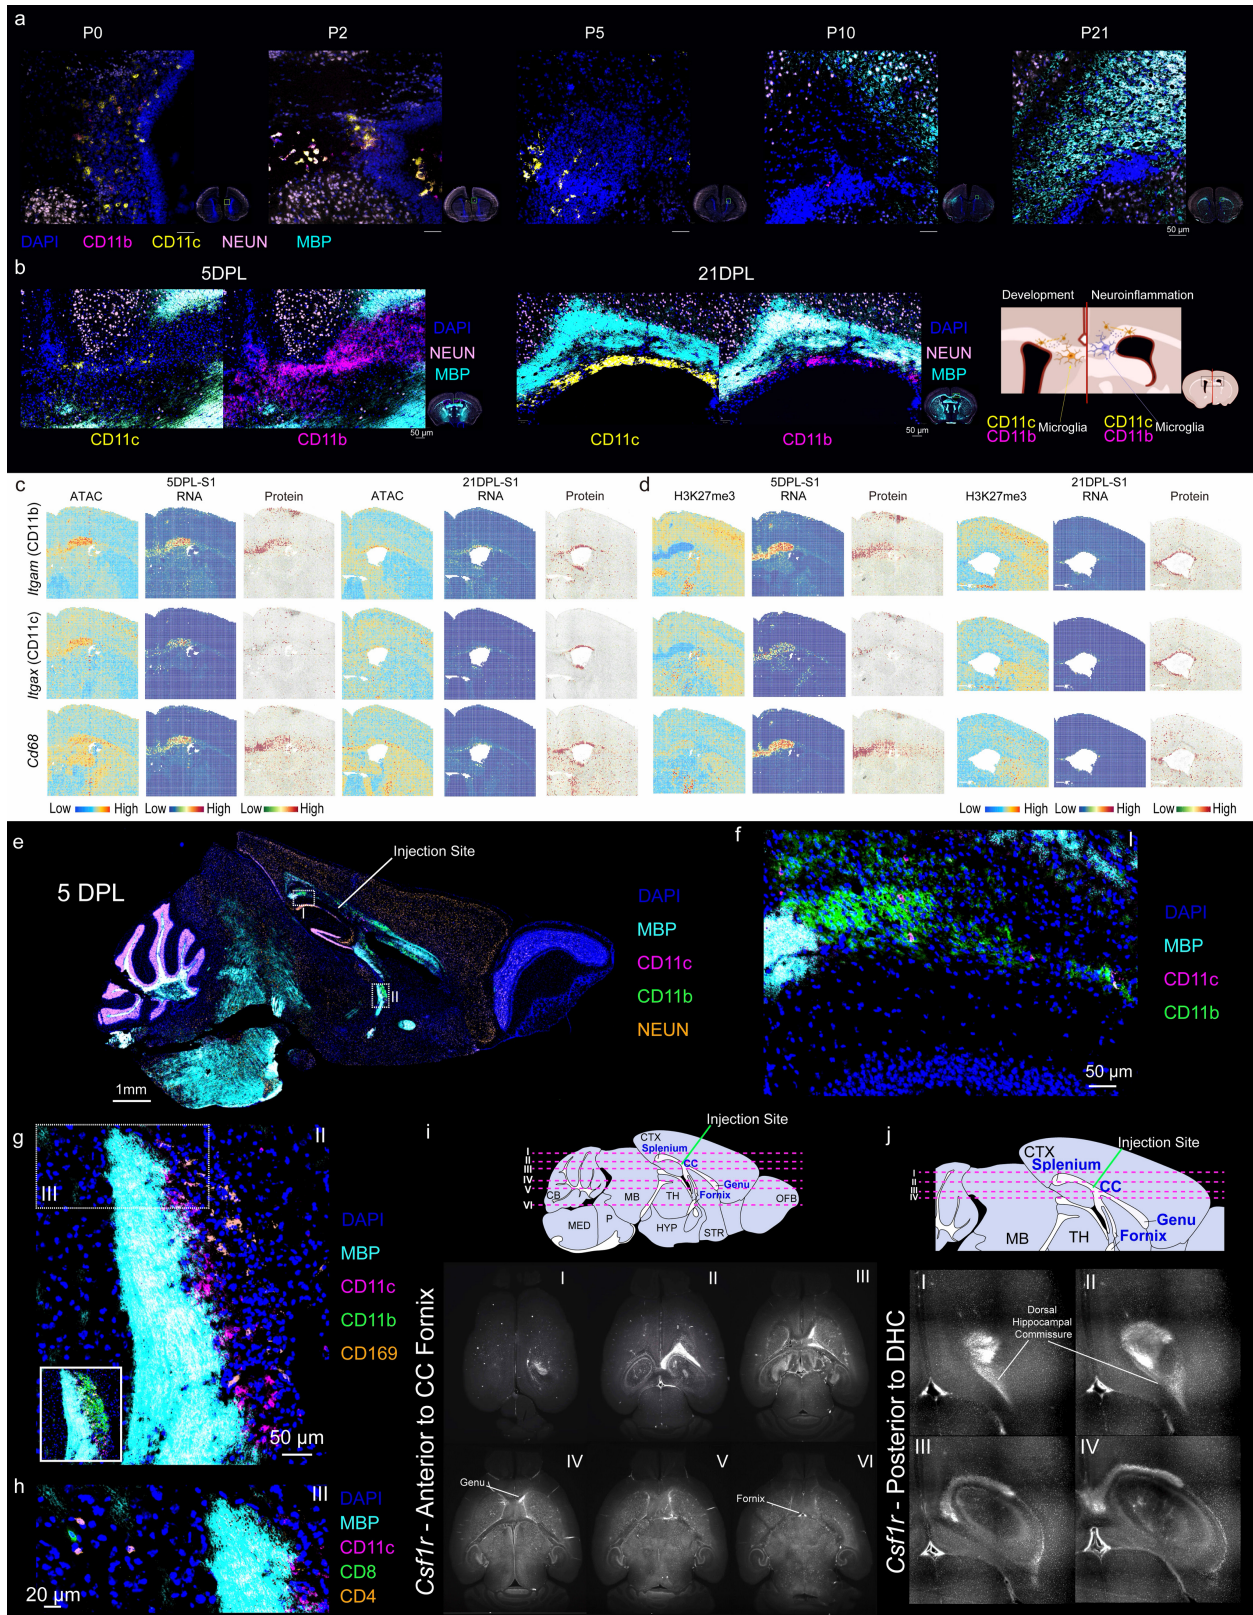 a
P0 P2 P5 P10 P21
50 µm
DAPI CD11b CD11c NEUN MBP
b
5DPL 21DPL
DAPI
NEUN
MBP
50 µm
CD11c CD11b
DAPI
NEUN
MBP
50 µm
CD11c CD11b
Development Neuroinflammation
CD11c
CD11b Microglia
CD11c
CD11b Microglia
c
5DPL-S1 21DPL-S1
ATAC RNA Protein ATAC RNA Protein
d
5DPL-S1 21DPL-S1
H3K27me3 RNA Protein H3K27me3 RNA Protein
Itgam (CD11b)
Itgax (CD11c)
Cd68
Low High Low High Low High
Low High Low High Low High
e
5 DPL
Injection Site
I
II
1mm
DAPI
MBP
CD11c
CD11b
NEUN
f
I
DAPI
MBP
CD11c
CD11b
50 µm
g
II
III
DAPI
MBP
CD11c
CD11b
CD169
50 µm
h
III
DAPI
MBP
CD11c
CD8
CD4
20 µm
i
Injection Site
CTX
Splenium
CC
Genu
Fornix
I
II
III
IV
V
VI
CB
MB
TH
OFB
MED
P
HYP
STR
Csf1r - Anterior to CC Fornix
I II III
IV V VI
Genu
Fornix
j
Injection Site
CTX
Splenium
CC
Genu
Fornix
I
II
III
IV
MB
TH
Csf1r - Posterior to DHC
I II
Dorsal
Hippocampal
Commissure
III IV